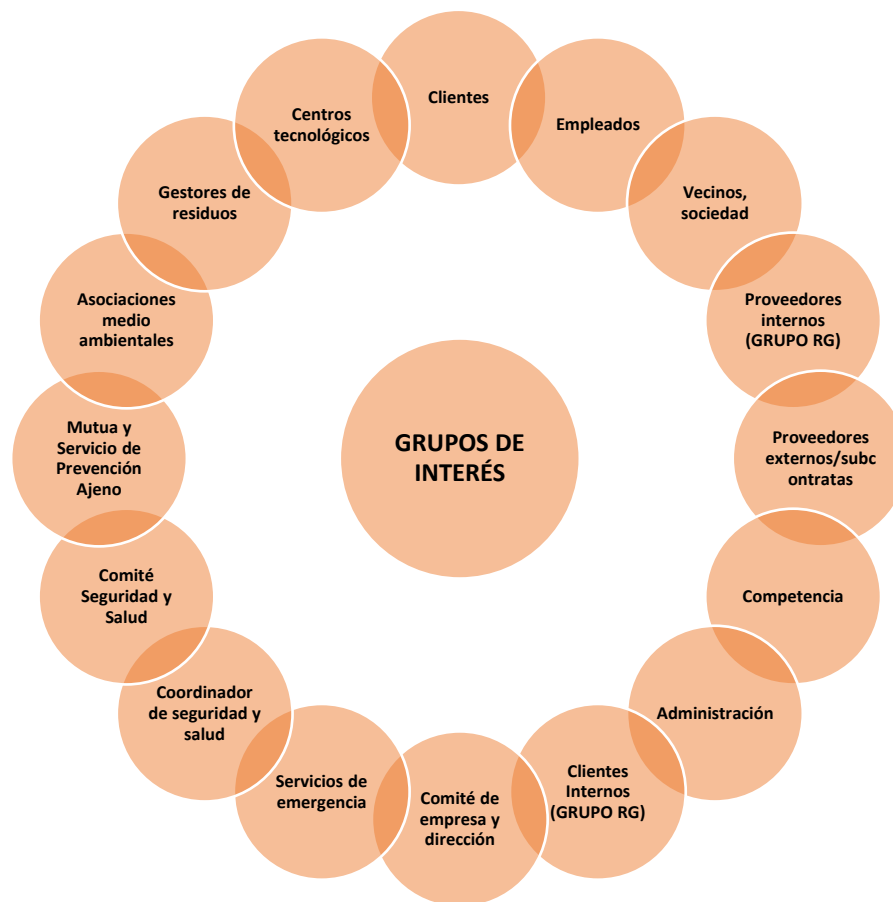 Clientes
Empleados
Vecinos,
sociedad
Proveedores
internos
(GRUPO RG)
Proveedores
externos/subc
ontratas
Competencia
Administración
Clientes
Internos
(GRUPO RG)
Comité de
empresa y
dirección
Servicios de
emergencia
Coordinador
de seguridad y
salud
Comité
Seguridad y
Salud
Mutua y
Servicio de
Prevención
Ajeno
Asociaciones
medio
ambientales
Gestores de
residuos
Centros
tecnológicos
GRUPOS DE
INTERÉS